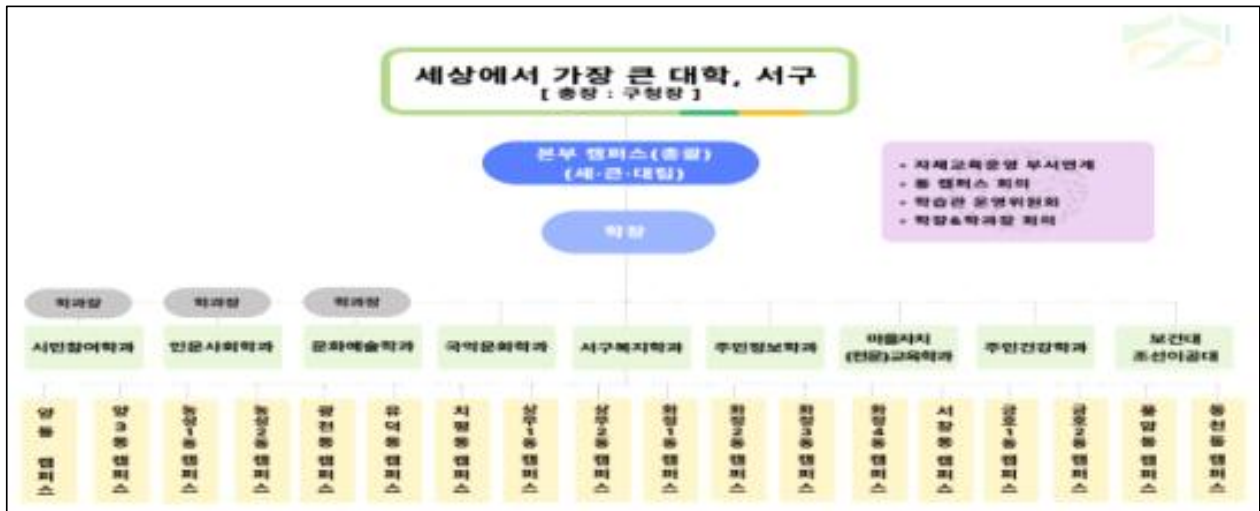 세상에서 가장 큰 대학, 서구
[ 총장 : 구청장 ]
본부 캠퍼스(총괄)
(세·큰·대팀)
• 자체교육운영 부서연계
• 동 캠퍼스 회의
• 학습관 운영위원회
• 학장&학과장 회의
학장
학과장
학과장
학과장
시민참여학과
인문사회학과
문화예술학과
국악문화학과
서구복지학과
주민정보학과
마을자치
(전문)교육학과
주민건강학과
보건대
조선이공대
양동 캠퍼스
양3동 캠퍼스
농성1동 캠퍼스
농성2동 캠퍼스
광천동 캠퍼스
유덕동 캠퍼스
치평동 캠퍼스
상무1동 캠퍼스
상무2동 캠퍼스
화정1동 캠퍼스
화정2동 캠퍼스
화정3동 캠퍼스
화정4동 캠퍼스
서창동 캠퍼스
금호1동 캠퍼스
금호2동 캠퍼스
풍암동 캠퍼스
동천동 캠퍼스